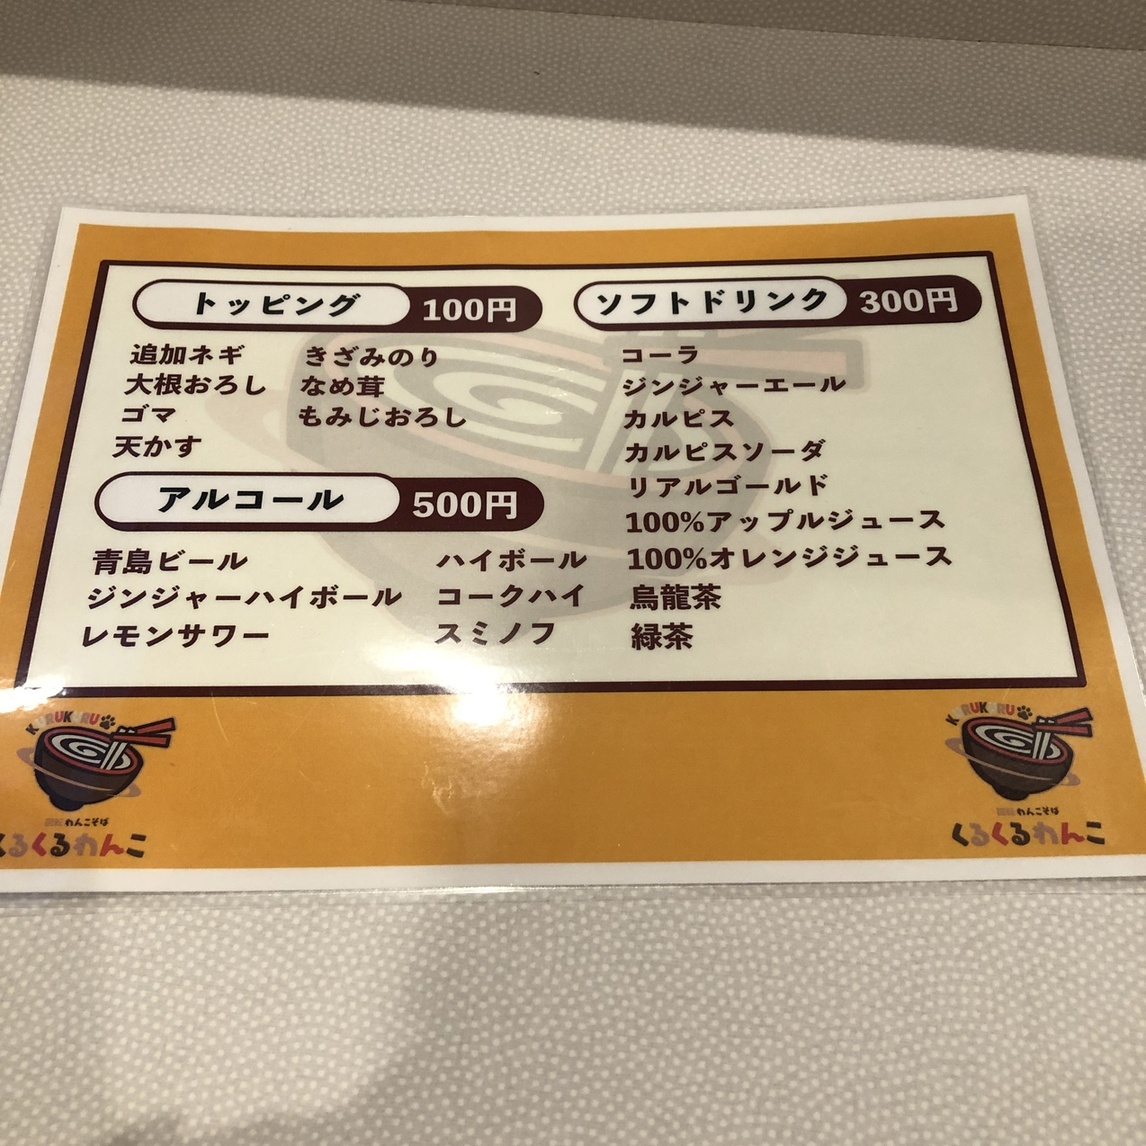 トッピング 100円
追加ネギ きざみのり
大根おろし なめ茸
ゴマ もみじおろし
天かす
アルコール 500円
青島ビール ハイボール
ジンジャーハイボール コークハイ
レモンサワー スミノフ
ソフトドリンク 300円
コーラ
ジンジャーエール
カルピス
カルピスソーダ
リアルゴールド
100%アップルジュース
100%オレンジジュース
烏龍茶
緑茶
KURUKURU
わんこそば
くるくるわんこ
KURUKURU
わんこそば
くるくるわんこ